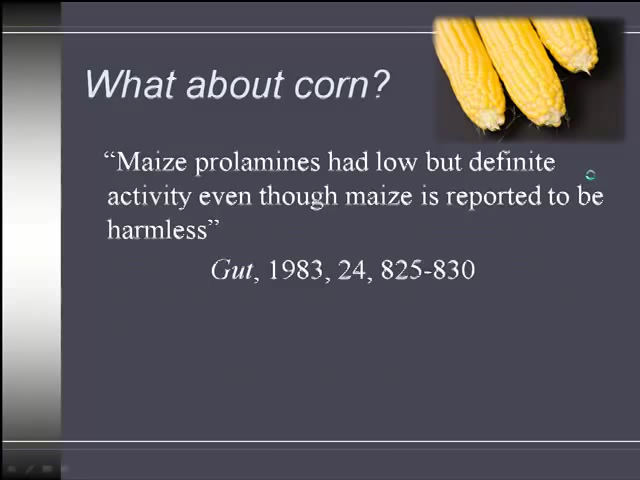 What about corn?
“Maize prolamines had low but definite
activity even though maize is reported to be
harmless”
Gut, 1983, 24, 825-830